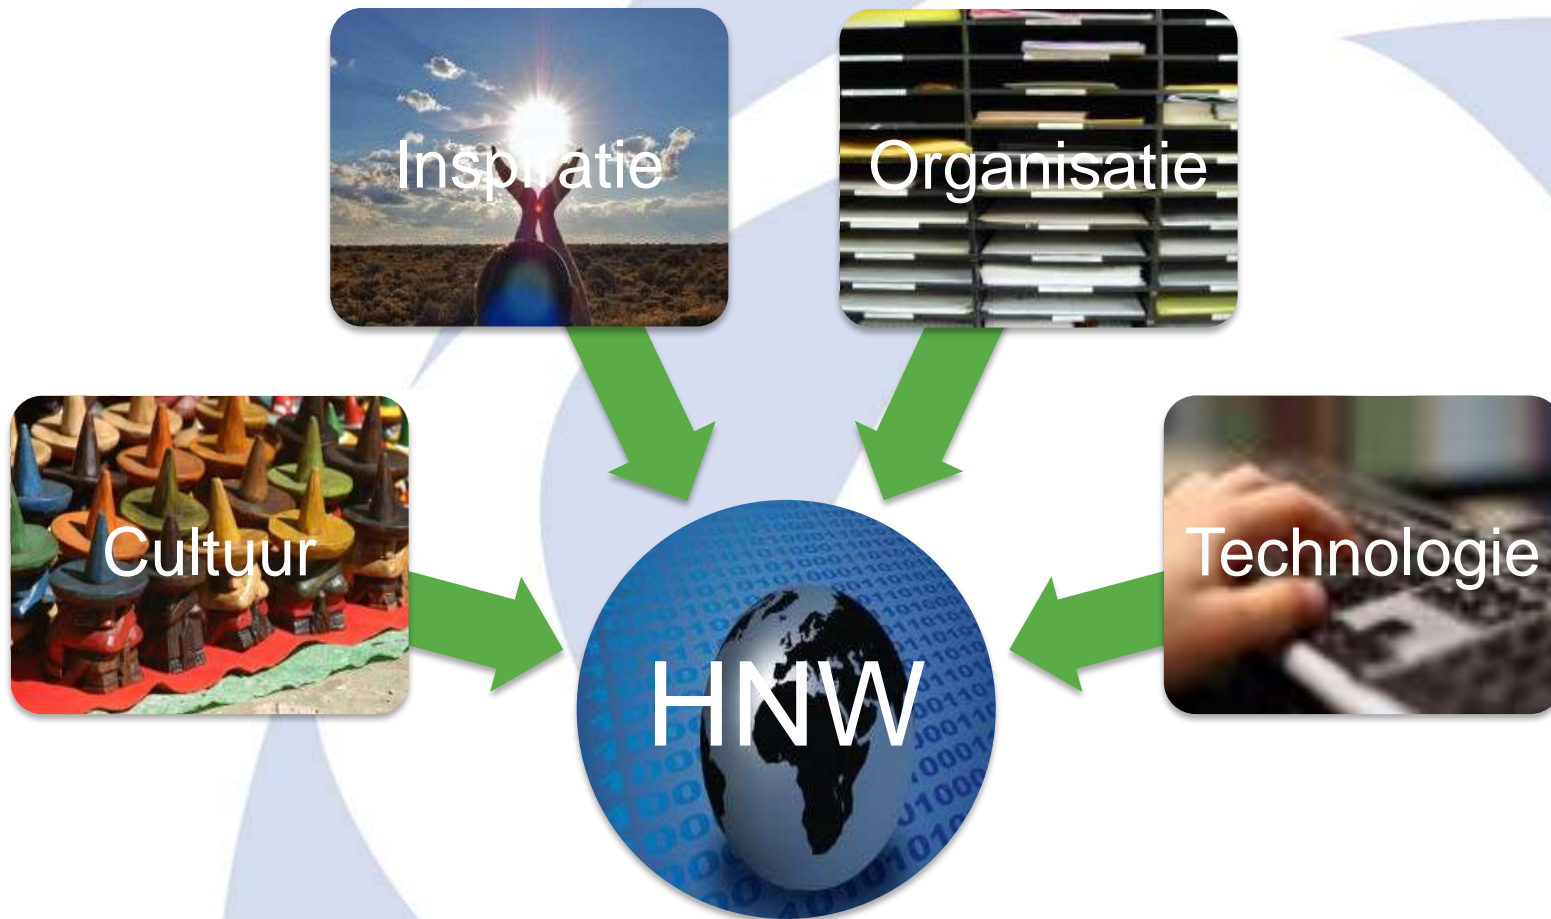 Inspiratie
Organisatie
Cultuur
Technologie
HNW